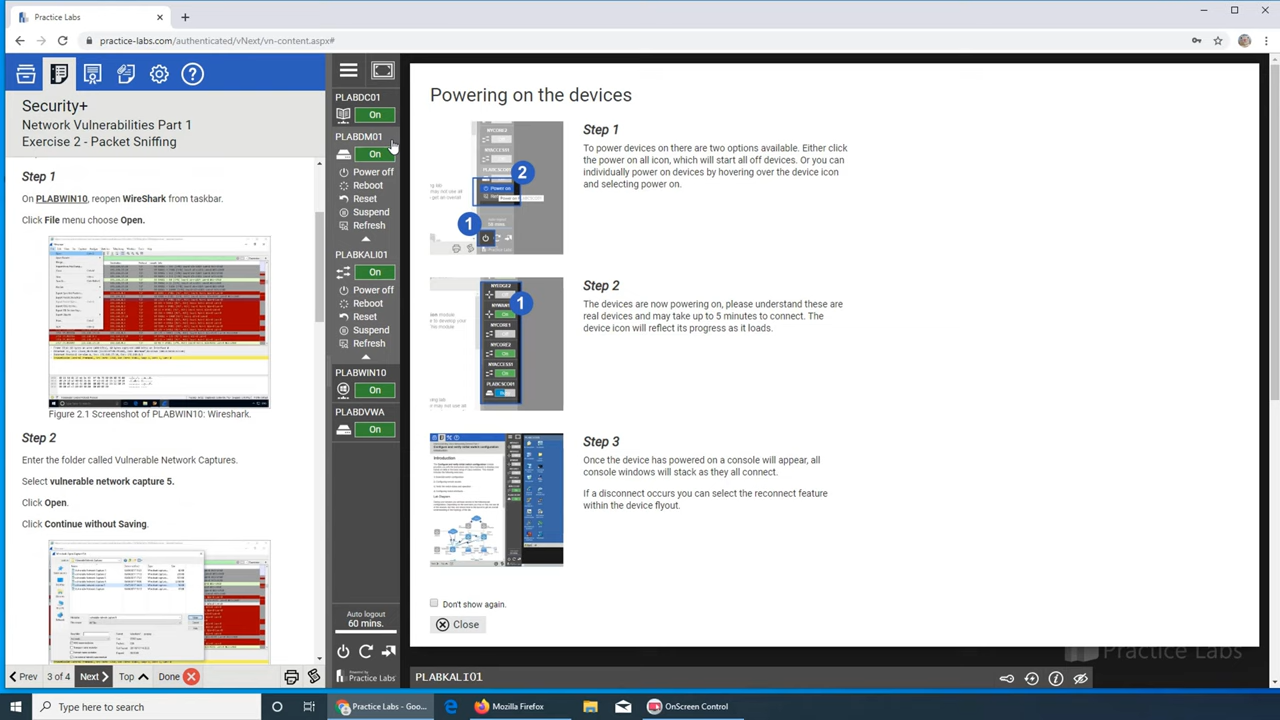 Practice Labs
practice-labs.com/authenticated/vNext/vn-content.aspx#
Security+
Network Vulnerabilities Part 1
Exercise 2 - Packet Sniffing
Step 1
On PLABWIN10, reopen WireShark from taskbar.
Click File menu choose Open.
Figure 2.1 Screenshot of PLABWIN10: Wireshark.
Step 2
Enter the folder called Vulnerable Network Captures.
Select vulnerable network capture 5.
Click Open.
Click Continue without Saving.
Prev
3 of 4
Next
Top
Done
PLABDC01
On
PLABDM01
On
Power off
Reboot
Reset
Suspend
Refresh
PLABKALI01
On
Power off
Reboot
Reset
Suspend
Refresh
PLABWIN10
On
PLABDVWA
On
Auto logout
60 mins.
Practice Labs
Powering on the devices
2
1
Step 1
To power devices on there are two options available. Either
click the power on all icon, which will start all off devices. Or you can
individually power on devices by hovering over the device icon
and selecting power on.
1
Step 2
The devices are now powering on, please understand these are
real devices and may take up to 5 minutes to connect. The
device icon will reflect its progress as it loads.
Step 3
Once the device has powered on a console will appear, all
console windows will stack as they all connect.
If a disconnect occurs you can select the reconnect feature
within the device flyout.
Don't show again.
Close
Practice Labs
PLABKALI01
Type here to search
Practice Labs - Goo...
Mozilla Firefox
OnScreen Control